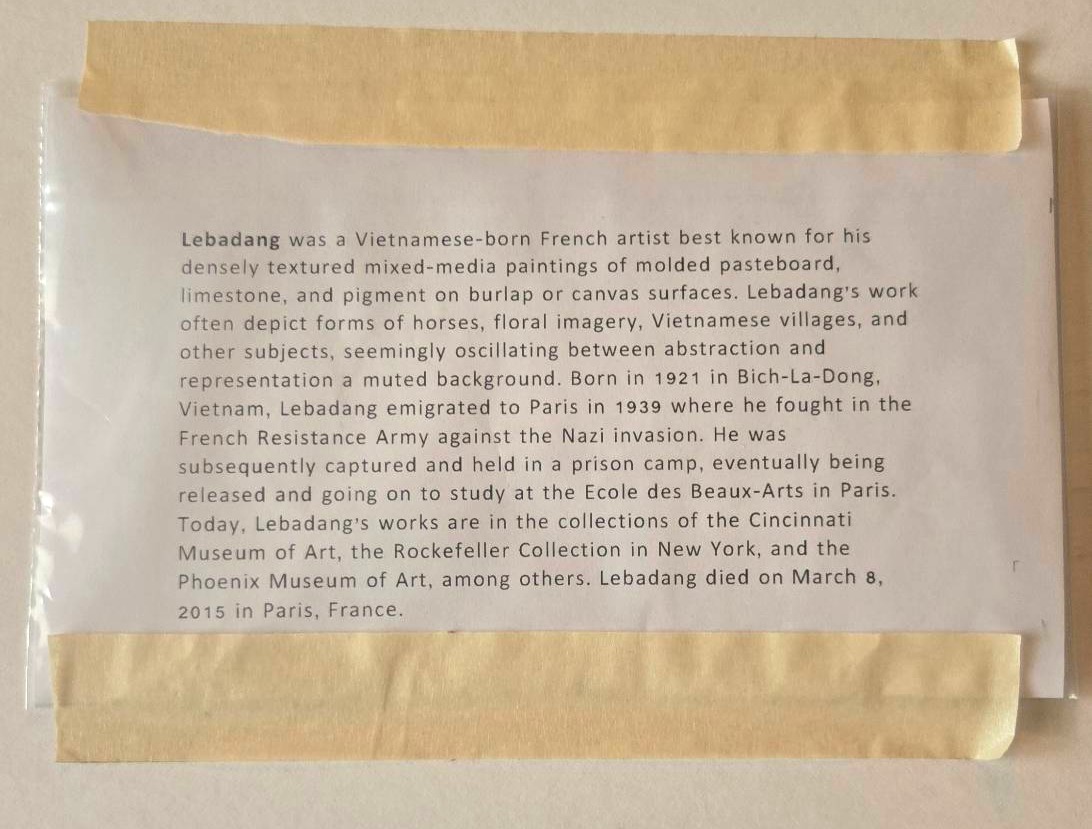 Lebadang was a Vietnamese-born French artist best known for his
densely textured mixed-media paintings of molded pasteboard,
limestone, and pigment on burlap or canvas surfaces. Lebadang's work
often depict forms of horses, floral imagery, Vietnamese villages, and
other subjects, seemingly oscillating between abstraction and
representation a muted background. Born in 1921 in Bich-La-Dong,
Vietnam, Lebadang emigrated to Paris in 1939 where he fought in the
French Resistance Army against the Nazi invasion. He was
subsequently captured and held in a prison camp, eventually being
released and going on to study at the Ecole des Beaux-Arts in Paris.
Today, Lebadang's works are in the collections of the Cincinnati
Museum of Art, the Rockefeller Collection in New York, and the
Phoenix Museum of Art, among others. Lebadang died on March 8,
2015 in Paris, France.